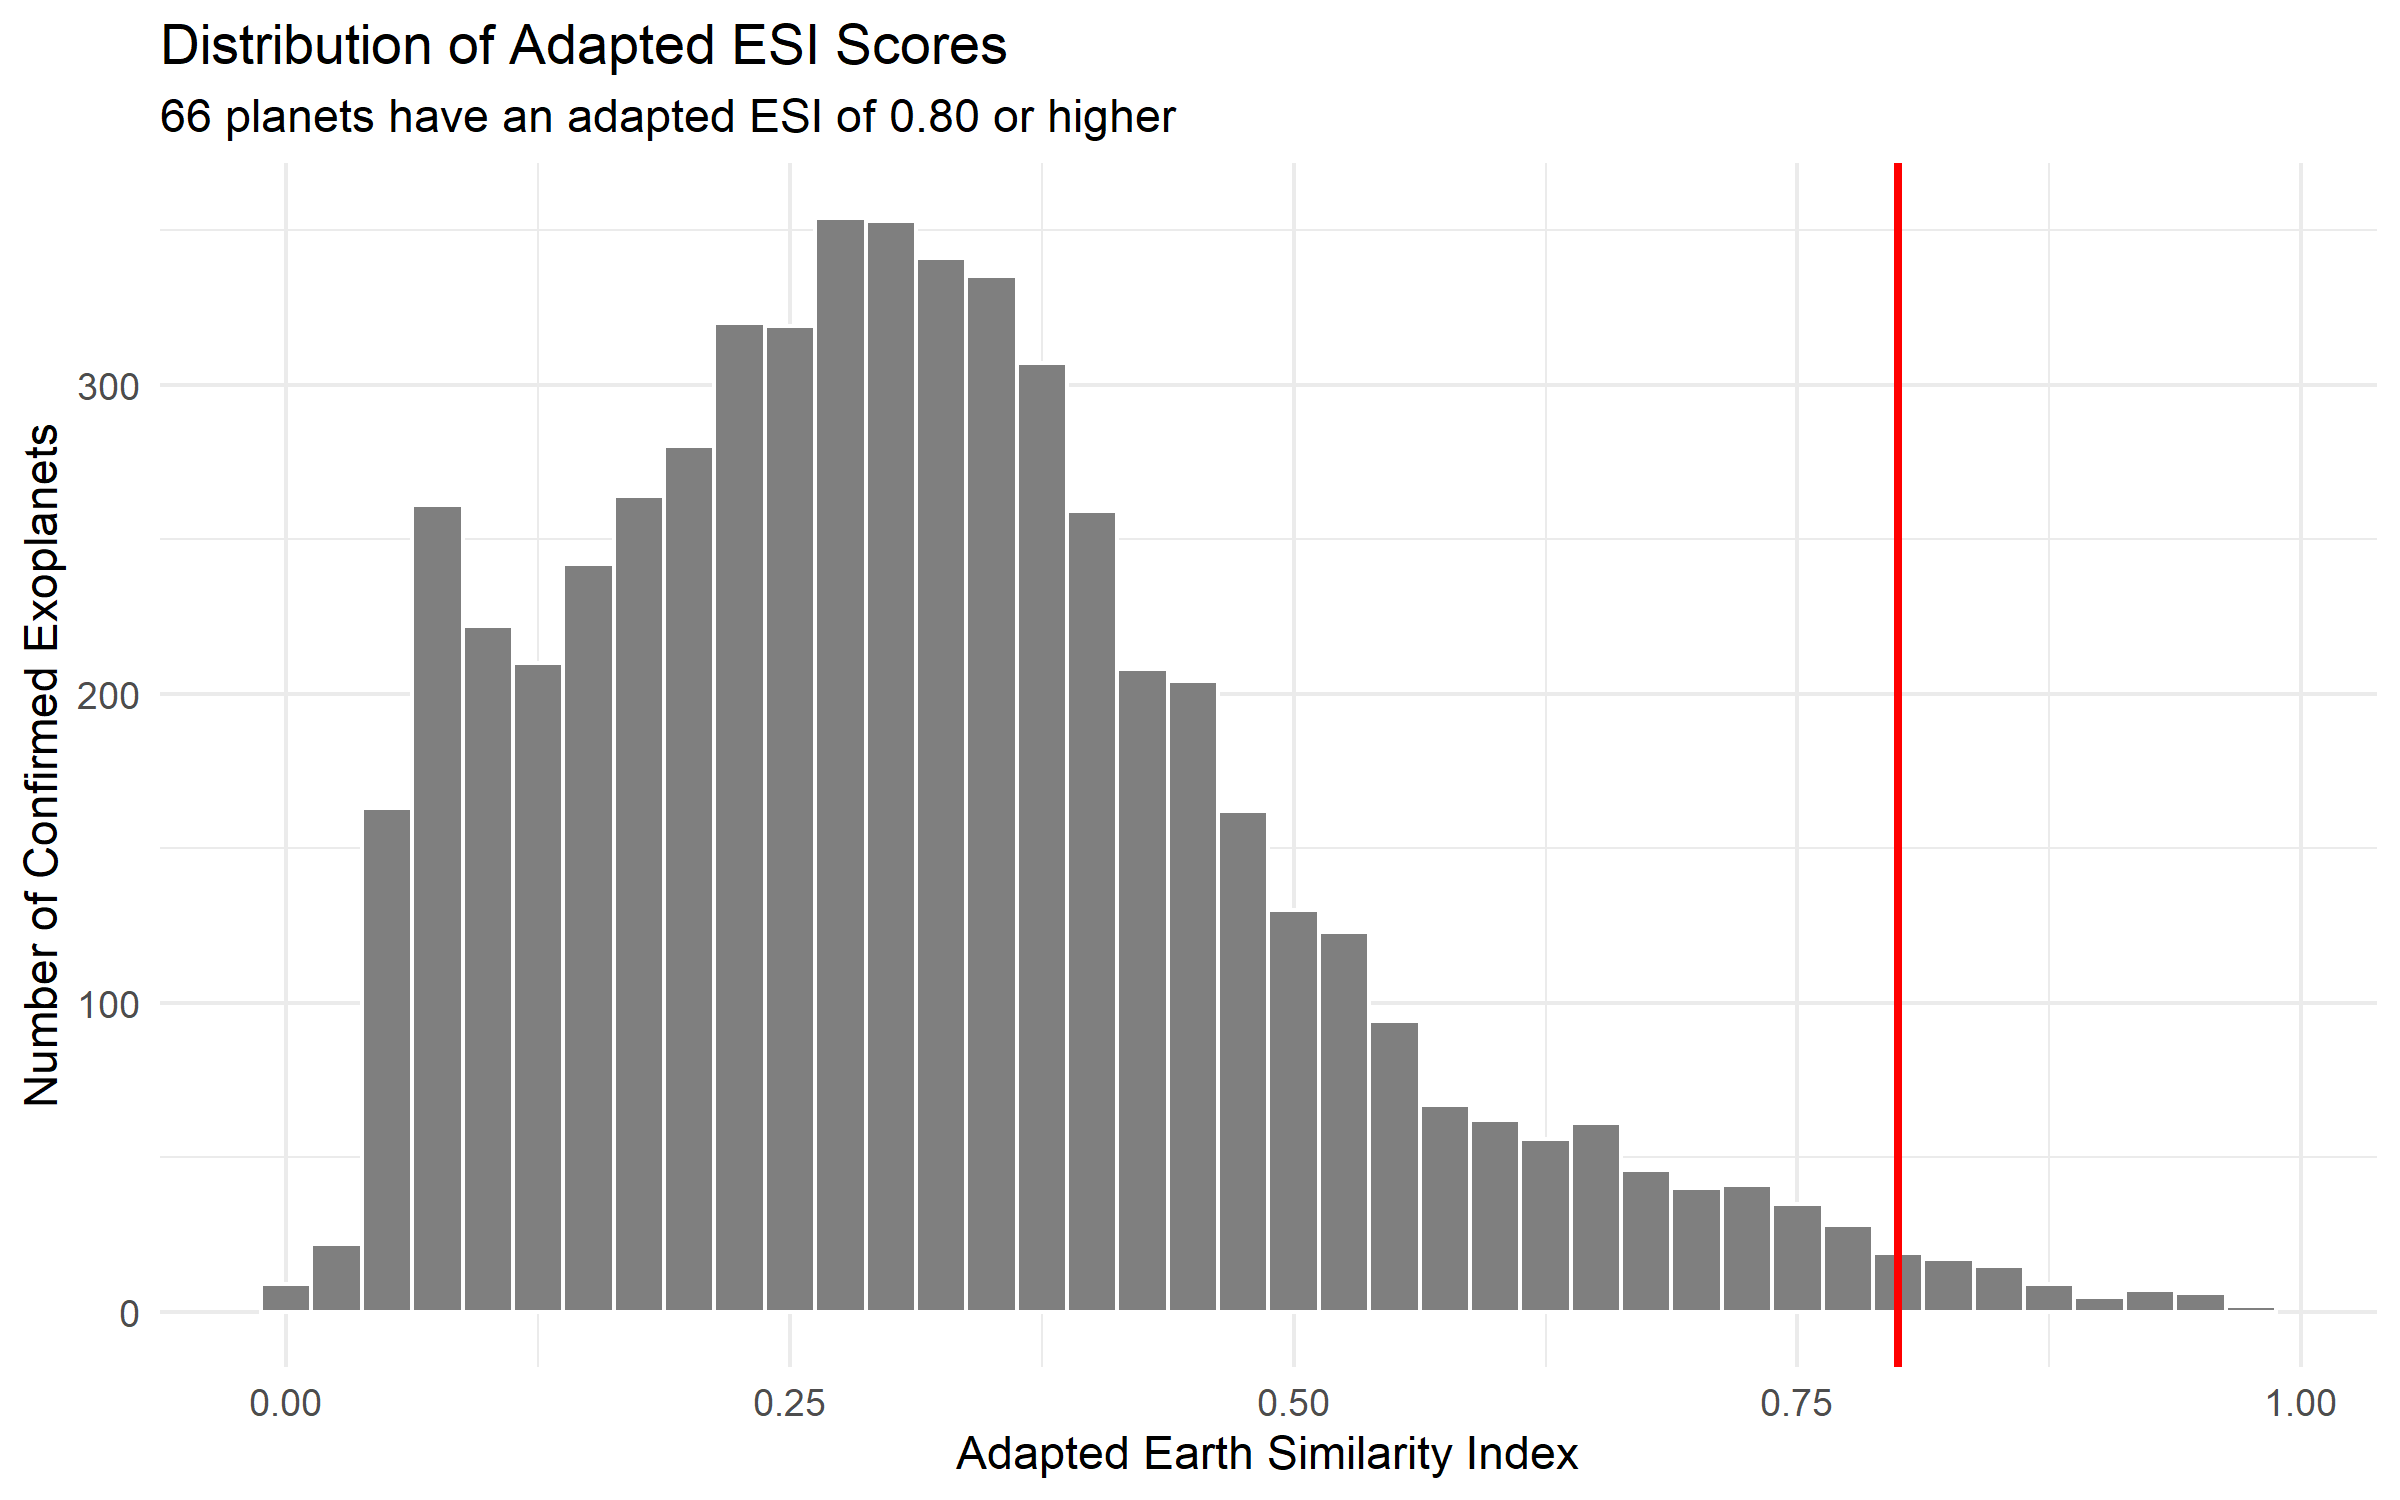 Distribution of Adapted ESI Scores
66 planets have an adapted ESI of 0.80 or higher
Number of Confirmed Exoplanets
300
200
100
0
0.00
0.25
0.50
0.75
1.00
Adapted Earth Similarity Index